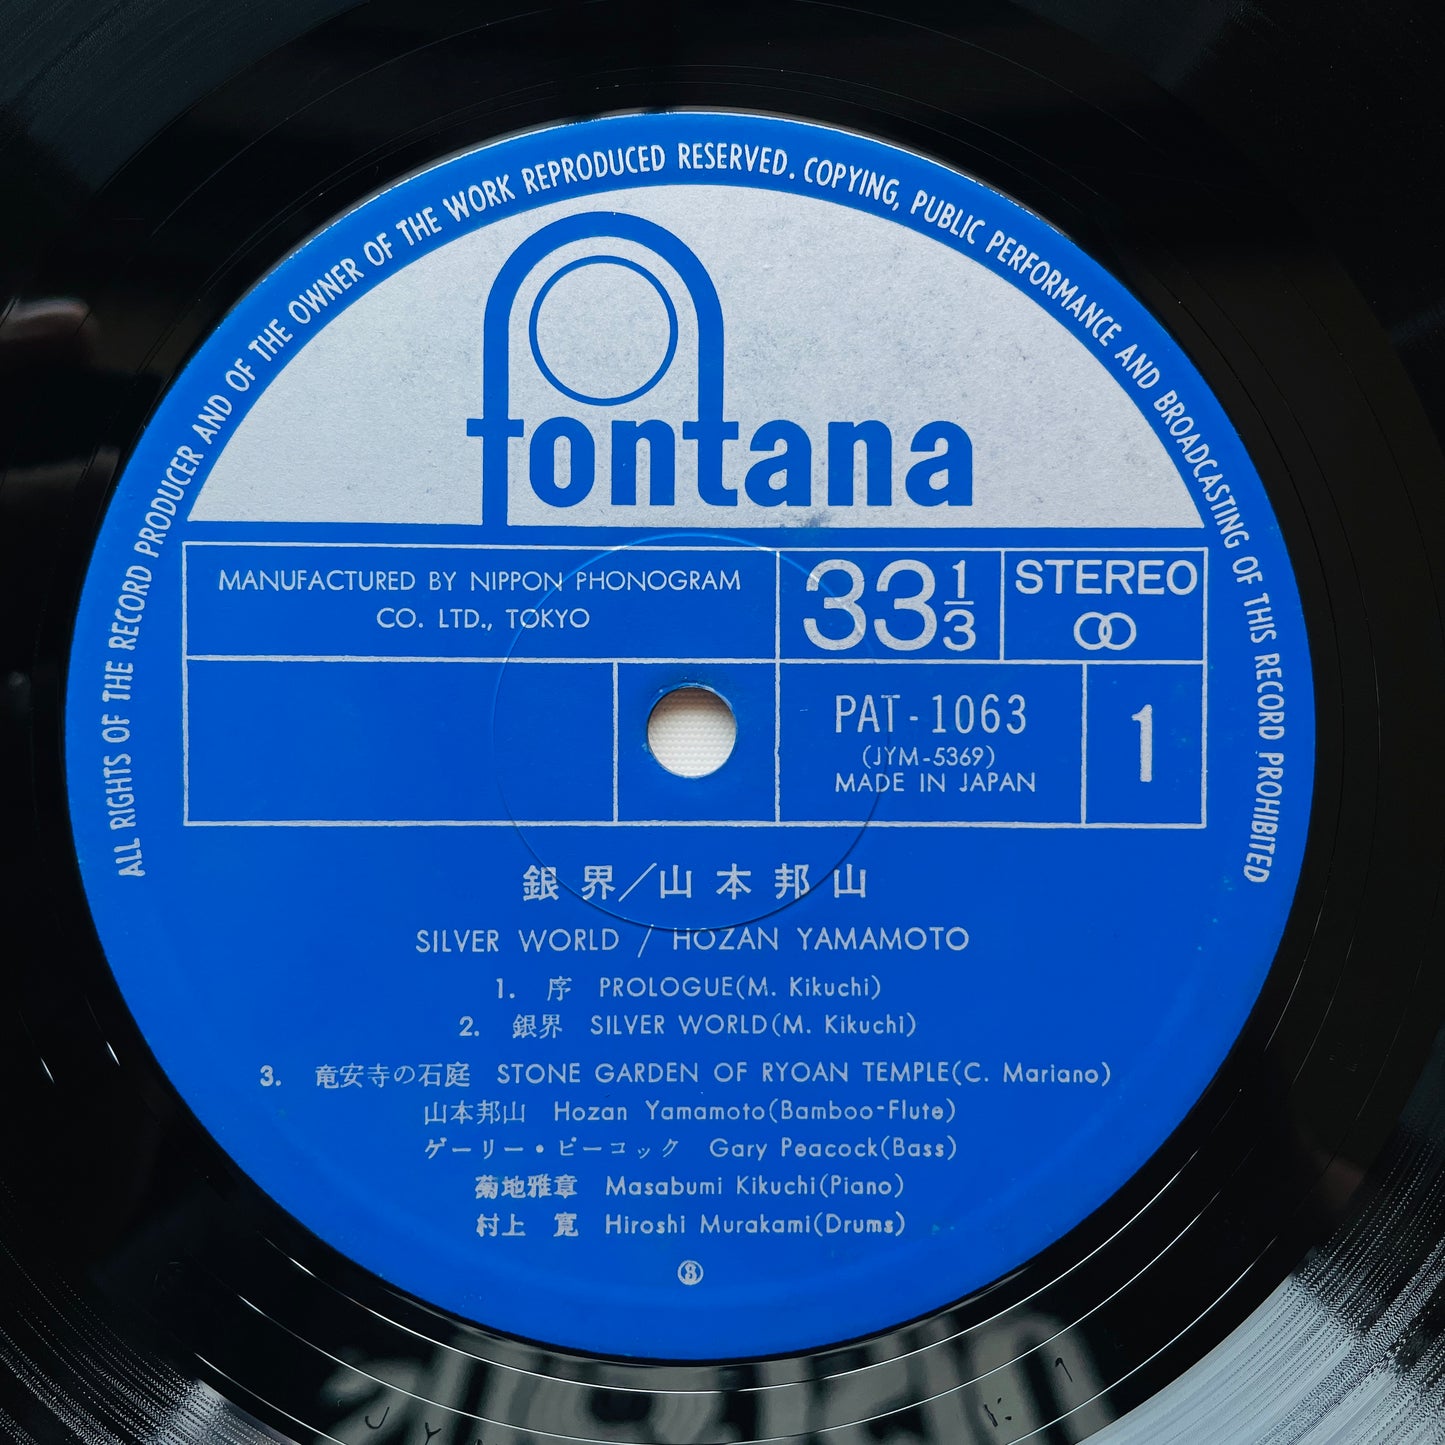 ALL RIGHTS OF THE RECORD PRODUCER AND OF THE OWNER OF THE WORK REPRODUCED RESERVED. COPYING, PUBLIC PERFORMANCE AND BROADCASTING OF THIS RECORD PROHIBITED
fontana
MANUFACTURED BY NIPPON PHONOGRAM
CO. LTD., TOKYO
33 1/3
STEREO
PAT-1063
(JYM-5369)
MADE IN JAPAN
1
銀界/山本邦山
SILVER WORLD / HOZAN YAMAMOTO
1. 序 PROLOGUE(M. Kikuchi)
2. 銀界 SILVER WORLD(M. Kikuchi)
3. 竜安寺の石庭 STONE GARDEN OF RYOAN TEMPLE(C. Mariano)
山本邦山 Hozan Yamamoto(Bamboo-Flute)
ゲーリー・ピーコック Gary Peacock(Bass)
菊地雅章 Masabumi Kikuchi(Piano)
村上 寛 Hiroshi Murakami(Drums)